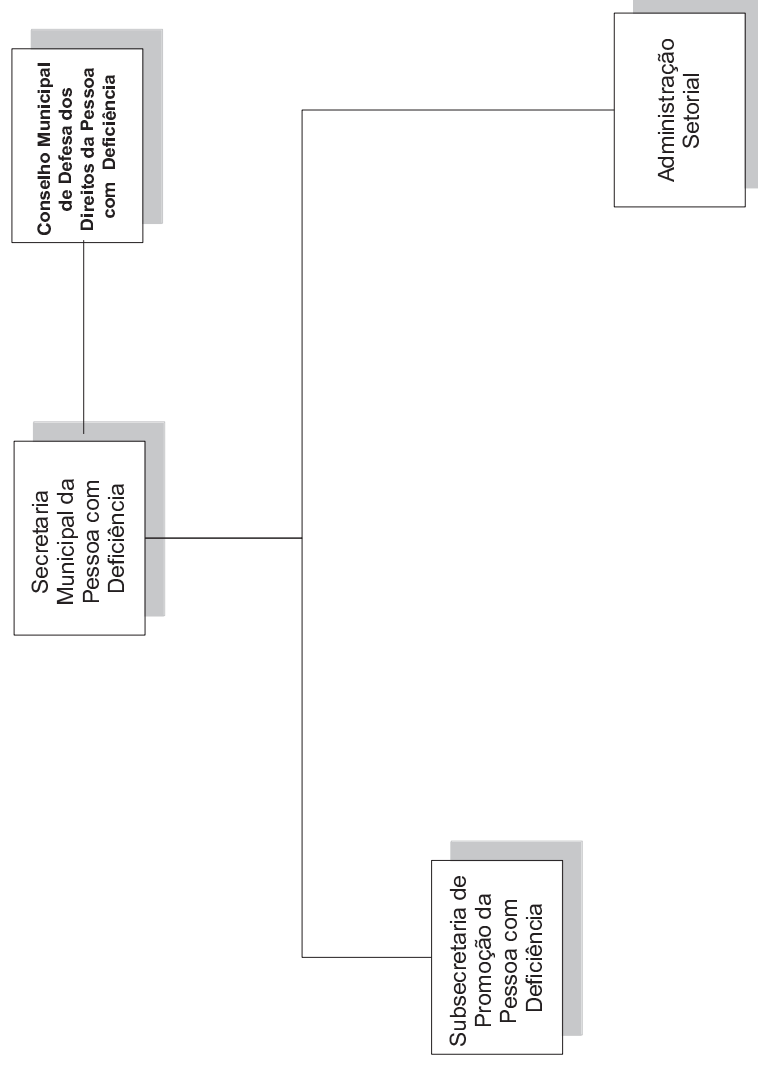 Secretaria
Municipal da
Pessoa com
Deficiência
Conselho Municipal
de Defesa dos
Direitos da Pessoa
com Deficiência
Subsecretaria de
Promoção da
Pessoa com
Deficiência
Administração
Setorial